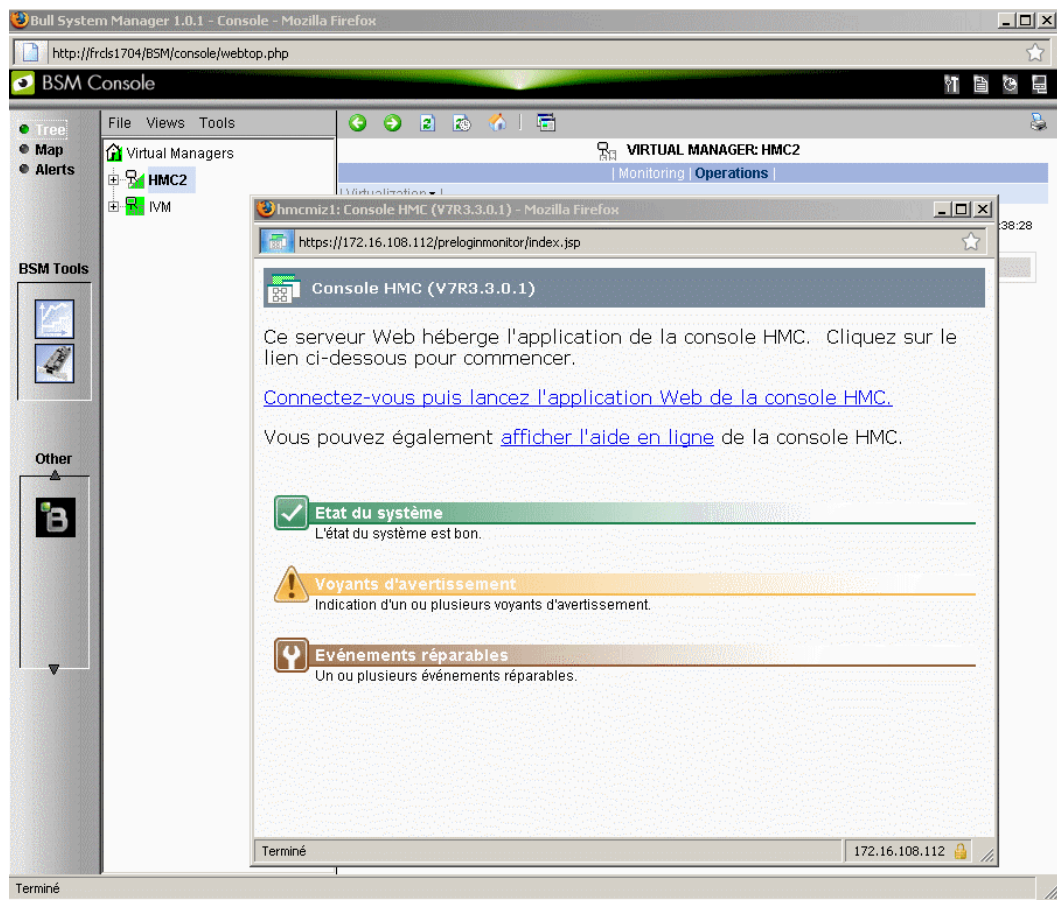 Bull System Manager 1.0.1 - Console - Mozilla Firefox
http://frcls1704/BSM/console/webtop.php
BSM Console
Tree
Map
Alerts
BSM Tools
Other
File Views Tools
Virtual Managers
HMC2
IVM
VIRTUAL MANAGER: HMC2
| Monitoring | Operations |
| Virtualization |
:38:28
hmcmiz1: Console HMC (V7R3.3.0.1) - Mozilla Firefox
https://172.16.108.112/preloginmonitor/index.jsp
Console HMC (V7R3.3.0.1)
Ce serveur Web héberge l'application de la console HMC. Cliquez sur le
lien ci-dessous pour commencer.
Connectez-vous puis lancez l'application Web de la console HMC.
Vous pouvez également afficher l'aide en ligne de la console HMC.
Etat du système
L'état du système est bon.
Voyants d'avertissement
Indication d'un ou plusieurs voyants d'avertissement.
Evénements réparables
Un ou plusieurs événements réparables.
Terminé
172.16.108.112
Terminé